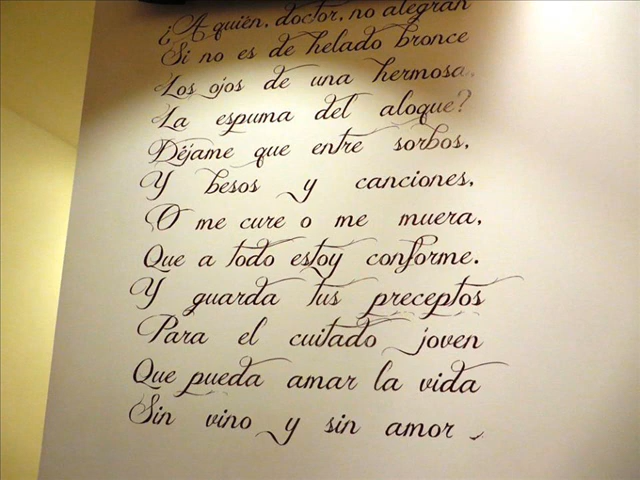 ¿A quién, doctor, no alegran
Si no es de helado bronce
Los ojos de una hermosa,
La espuma del aloque?
Déjame que entre sorbos,
Y besos y canciones,
O me cure o me muera,
Que a todo estoy conforme.
Y guarda tus preceptos
Para el cuitado joven
Que pueda amar la vida
Sin vino y sin amor